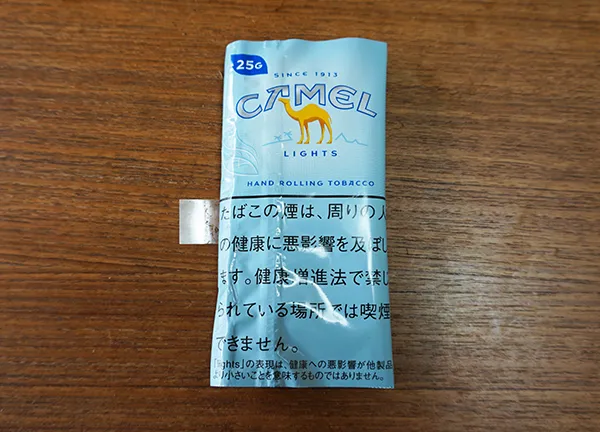 25G
SINCE 1913
CAMEL
LIGHTS
HAND ROLLING TOBACCO
たばこの煙は、周りの人
の健康に悪影響を及ぼし
ます。健康増進法で禁じ
られている場所では喫煙
できません。
「lights」の表現は、健康への悪影響が他製品
より小さいことを意味するものではありません。